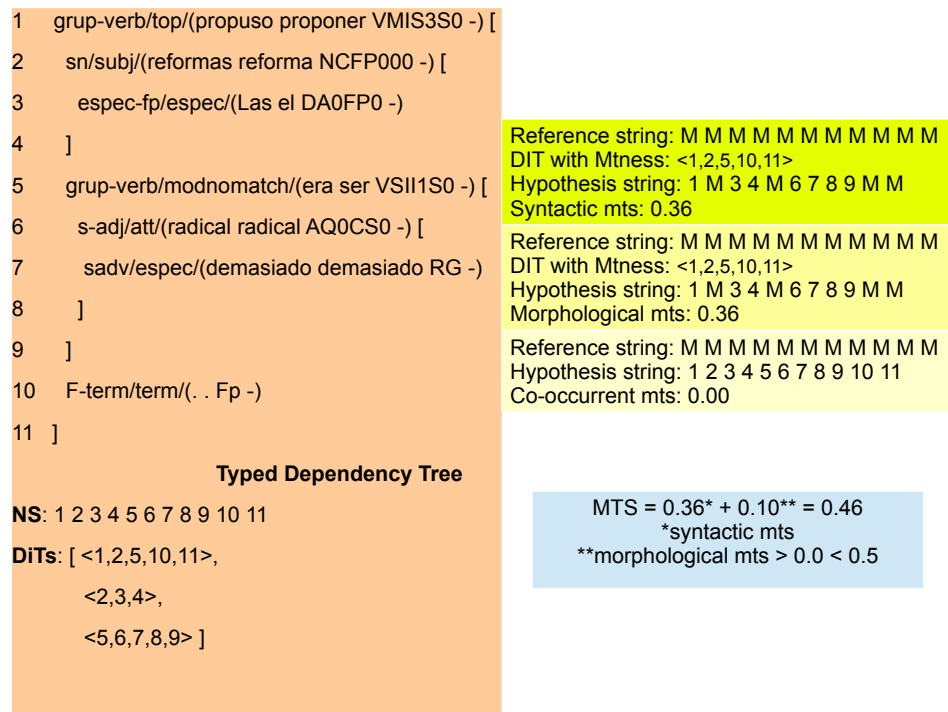 1 grup-verb/top/(propuso proponer VMIS3S0 -) [
2 sn/subj/(reformas reforma NCFP000 -) [
3 espec-fp/espec/(Las el DA0FP0 -)
4 ]
5 grup-verb/modnomatch/(era ser VSII1S0 -) [
6 s-adj/att/(radical radical AQ0CS0 -) [
7 sadv/espec/(demasiado demasiado RG -)
8 ]
9 ]
10 F-term/term/(. . Fp -)
11 ]
Typed Dependency Tree
NS: 1 2 3 4 5 6 7 8 9 10 11
DiTs: [ <1,2,5,10,11>,
<2,3,4>,
<5,6,7,8,9> ]
Reference string: M M M M M M M M M M M
DIT with Mtness: <1,2,5,10,11>
Hypothesis string: 1 M 3 4 M 6 7 8 9 M M
Syntactic mts: 0.36
Reference string: M M M M M M M M M M M
DIT with Mtness: <1,2,5,10,11>
Hypothesis string: 1 M 3 4 M 6 7 8 9 M M
Morphological mts: 0.36
Reference string: M M M M M M M M M M M
Hypothesis string: 1 2 3 4 5 6 7 8 9 10 11
Co-occurrent mts: 0.00
MTS = 0.36* + 0.10** = 0.46
*syntactic mts
**morphological mts > 0.0 < 0.5